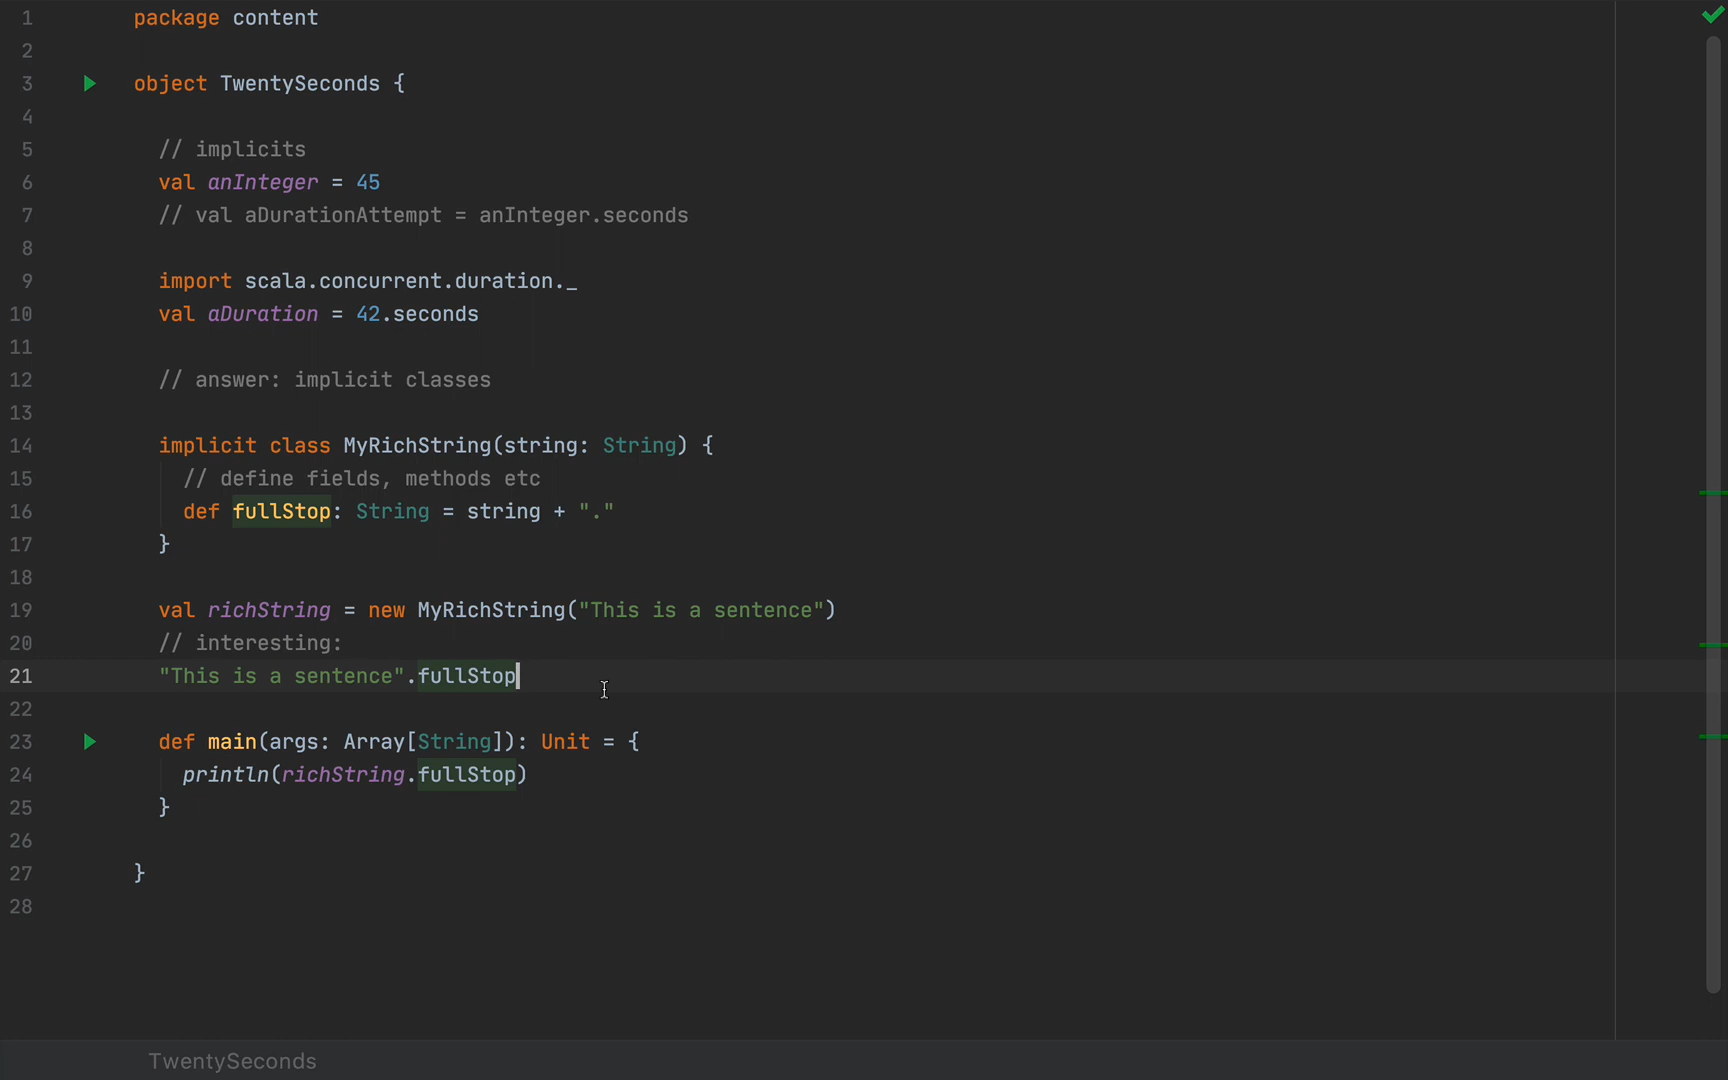 1 package content
2
3 object TwentySeconds {
4
5 // implicits
6 val anInteger = 45
7 // val aDurationAttempt = anInteger.seconds
8
9 import scala.concurrent.duration._
10 val aDuration = 42.seconds
11
12 // answer: implicit classes
13
14 implicit class MyRichString(string: String) {
15 // define fields, methods etc
16 def fullStop: String = string + "."
17 }
18
19 val richString = new MyRichString("This is a sentence")
20 // interesting:
21 "This is a sentence".fullStop
22
23 def main(args: Array[String]): Unit = {
24 println(richString.fullStop)
25 }
26
27 }
28
TwentySeconds